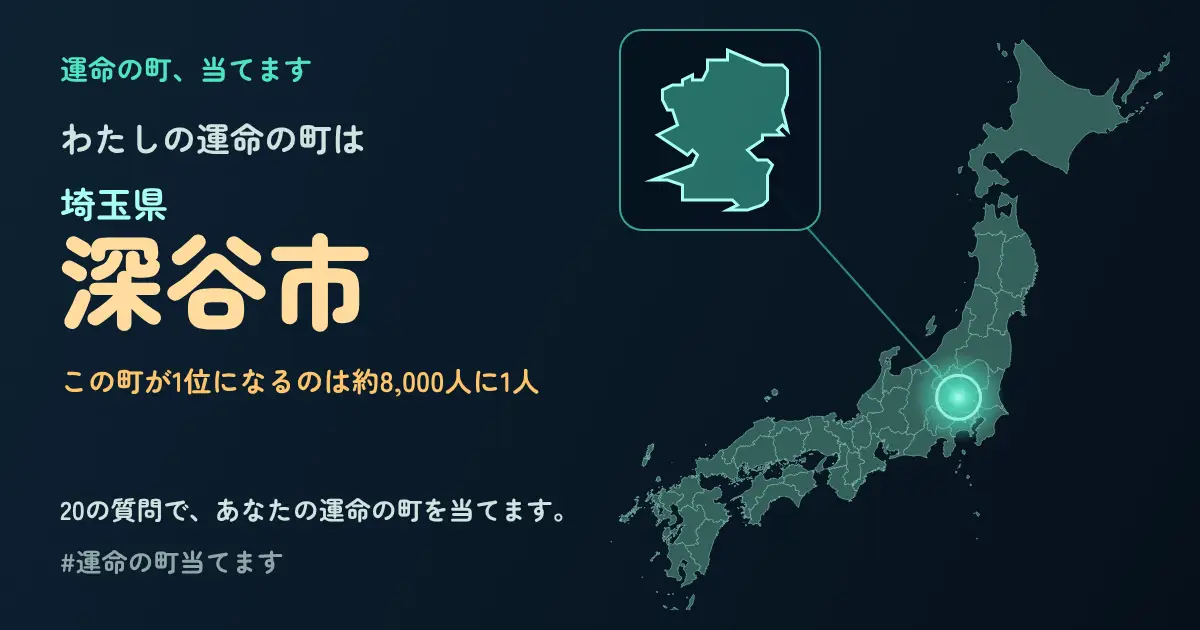 運命の町、当てます
わたしの運命の町は
埼玉県
深谷市
この町が1位になるのは約8,000人に1人
20の質問で、あなたの運命の町を当てます。
#運命の町当てます